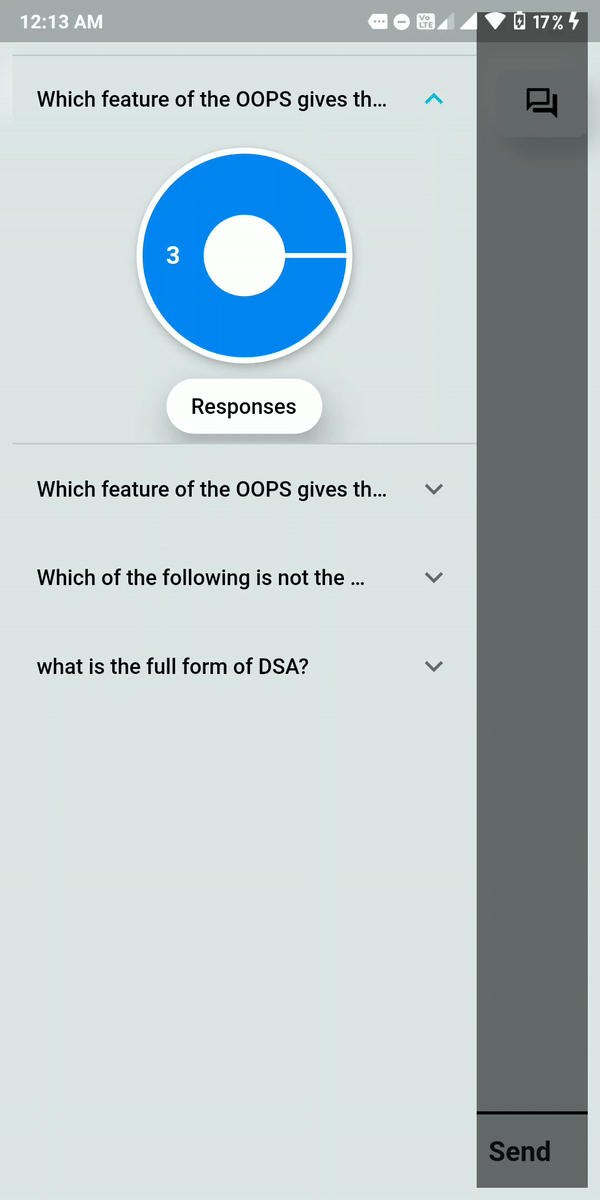 12:13 AM Vo LTE 17%
Which feature of the OOPS gives th...
3
Responses
Which feature of the OOPS gives th...
Which of the following is not the ...
what is the full form of DSA?
Send